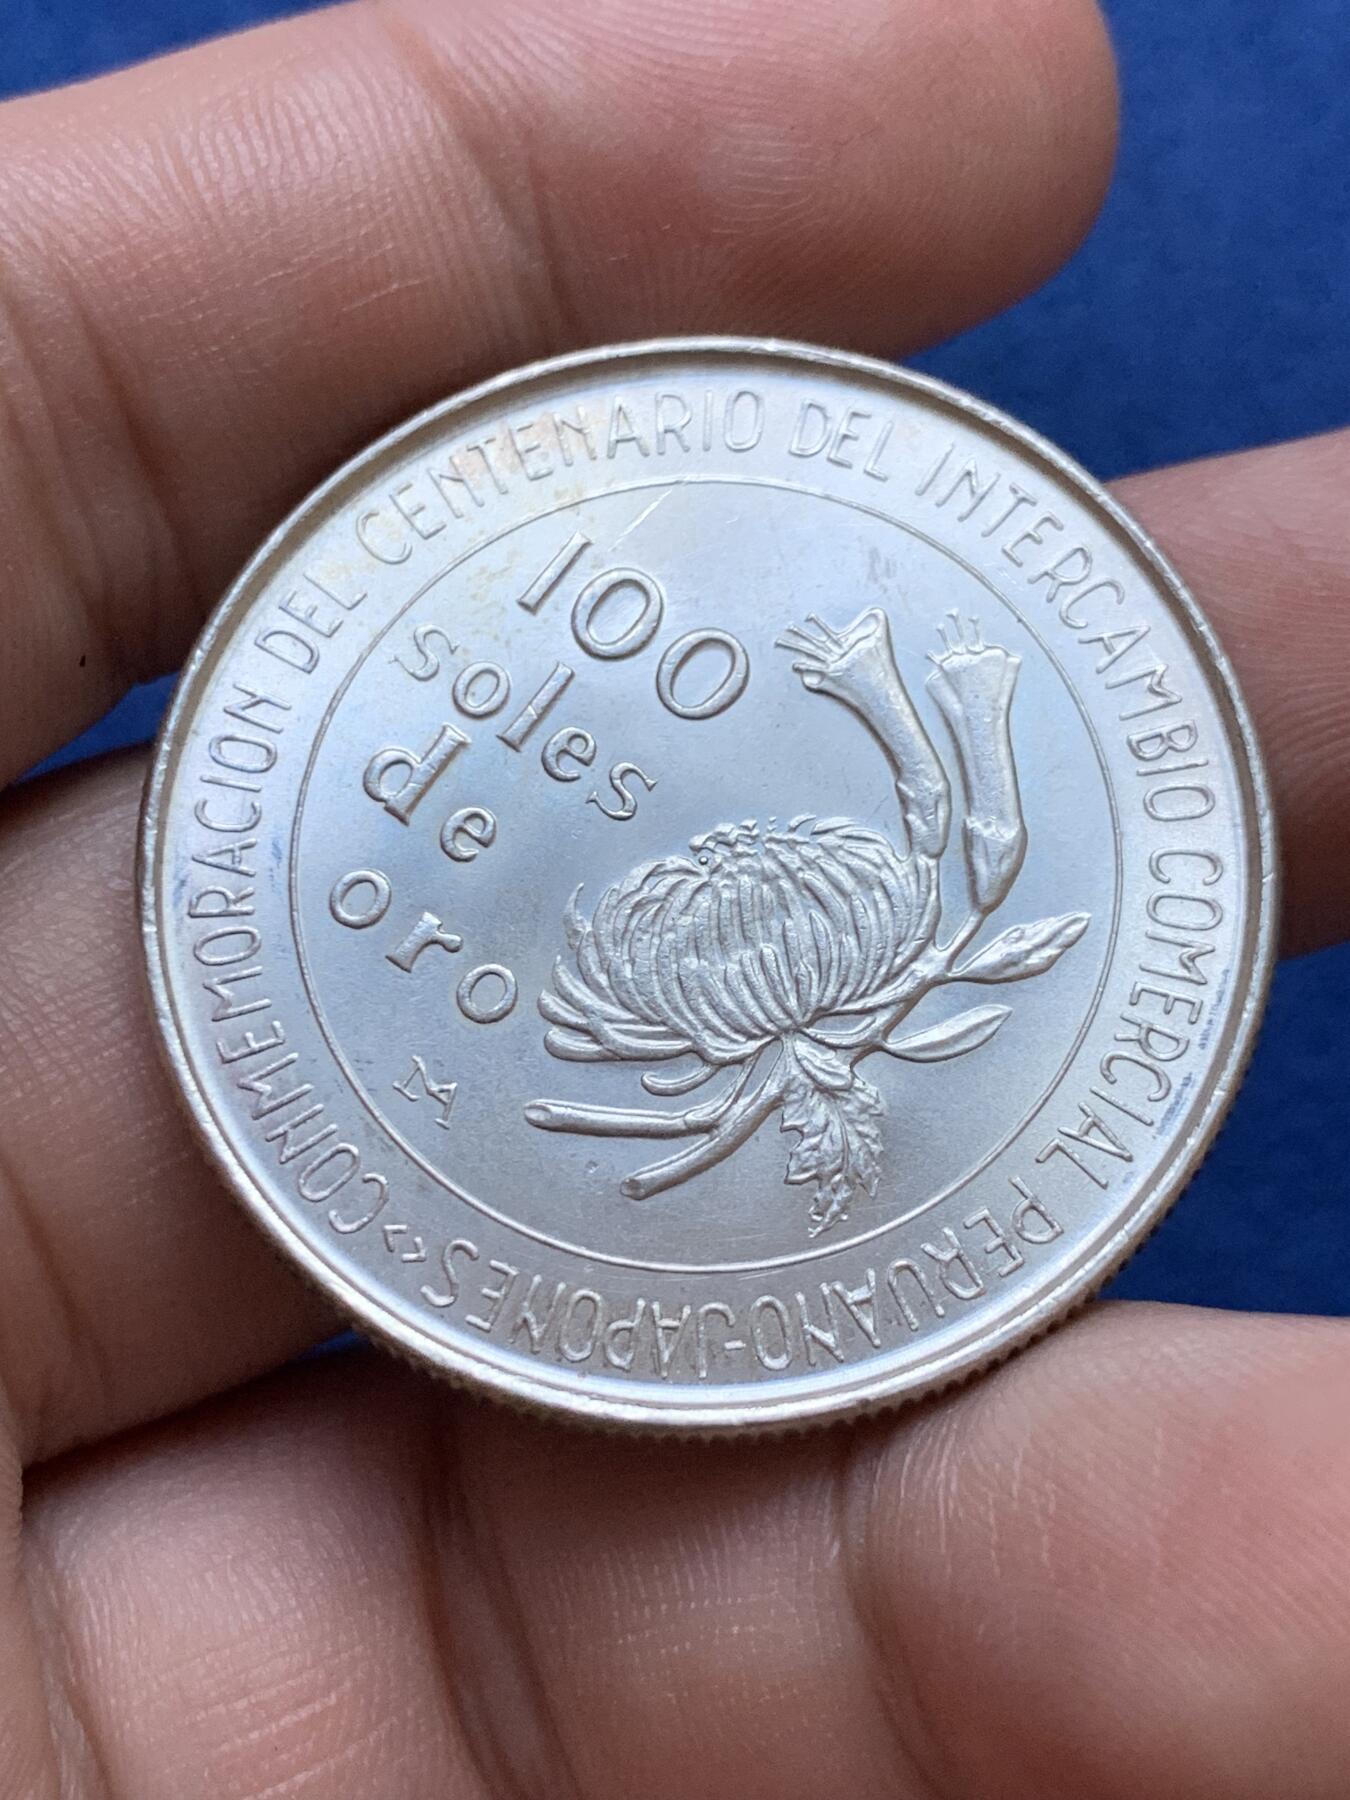 CONMEMORACION DEL CENTENARIO DEL INTERCAMBIO COMERCIAL PERUANO-JAPONES
100
soles
de
oro